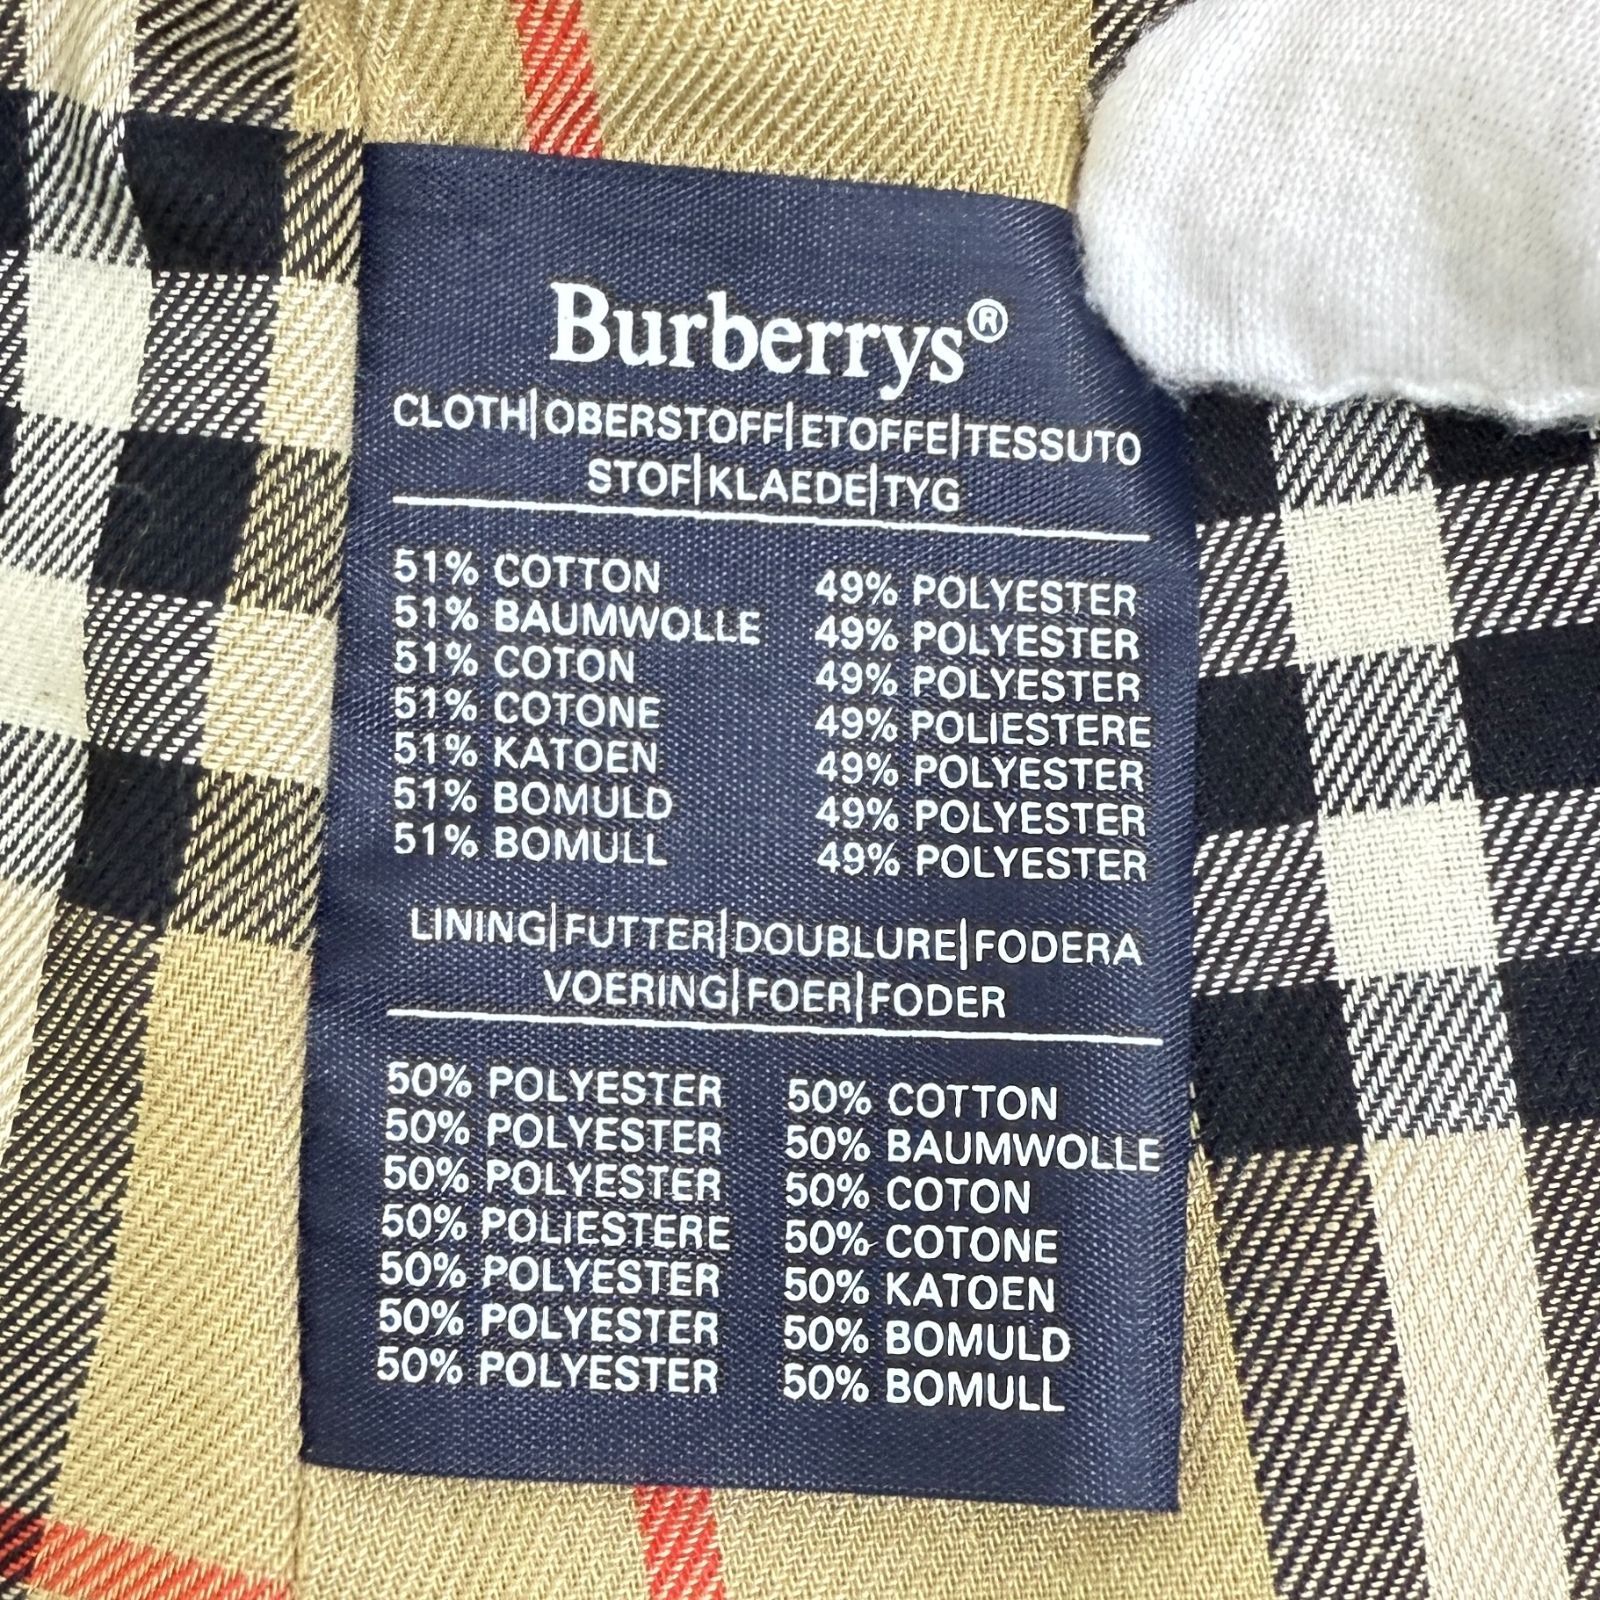 Burberrys®
CLOTH|OBERSTOFF|ETOFFE|TESSUTO
STOF|KLAEDE|TYG
51% COTTON 49% POLYESTER
51% BAUMWOLLE 49% POLYESTER
51% COTON 49% POLYESTER
51% COTONE 49% POLIESTERE
51% KATOEN 49% POLYESTER
51% BOMULD 49% POLYESTER
51% BOMULL 49% POLYESTER
LINING|FUTTER|DOUBLURE|FODERA
VOERING|FOER|FODER
50% POLYESTER 50% COTTON
50% POLYESTER 50% BAUMWOLLE
50% POLYESTER 50% COTON
50% POLIESTERE 50% COTONE
50% POLYESTER 50% KATOEN
50% POLYESTER 50% BOMULD
50% POLYESTER 50% BOMULL